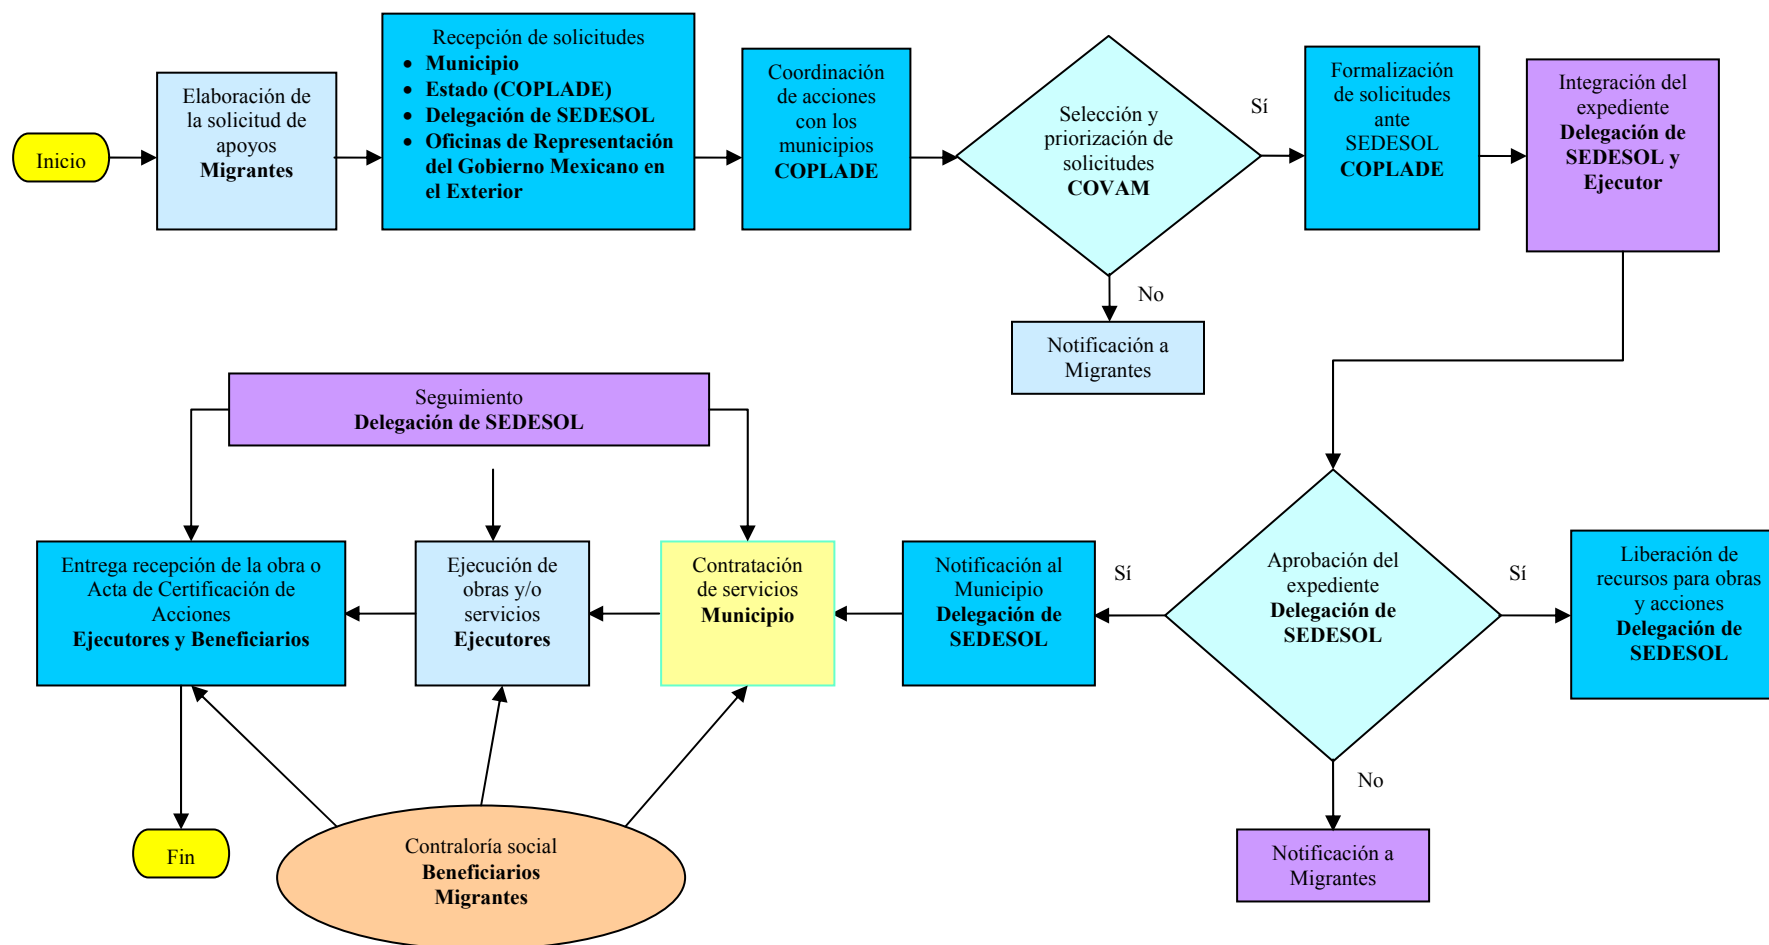 Inicio
Elaboración de
la solicitud de
apoyos
Migrantes
Recepción de solicitudes
• Municipio
• Estado (COPLADE)
• Delegación de SEDESOL
• Oficinas de Representación
del Gobierno Mexicano en
el Exterior
Coordinación
de acciones
con los
municipios
COPLADE
Selección y
priorización de
solicitudes
COVAM
Sí
No
Notificación a
Migrantes
Formalización
de solicitudes
ante
SEDESOL
COPLADE
Integración del
expediente
Delegación de
SEDESOL y
Ejecutor
Aprobación del
expediente
Delegación de
SEDESOL
Sí
Liberación de
recursos para obras
y acciones
Delegación de
SEDESOL
No
Notificación a
Migrantes
Sí
Notificación al
Municipio
Delegación de
SEDESOL
Contratación
de servicios
Municipio
Ejecución de
obras y/o
servicios
Ejecutores
Entrega recepción de la obra o
Acta de Certificación de
Acciones
Ejecutores y Beneficiarios
Seguimiento
Delegación de SEDESOL
Contraloría social
Beneficiarios
Migrantes
Fin